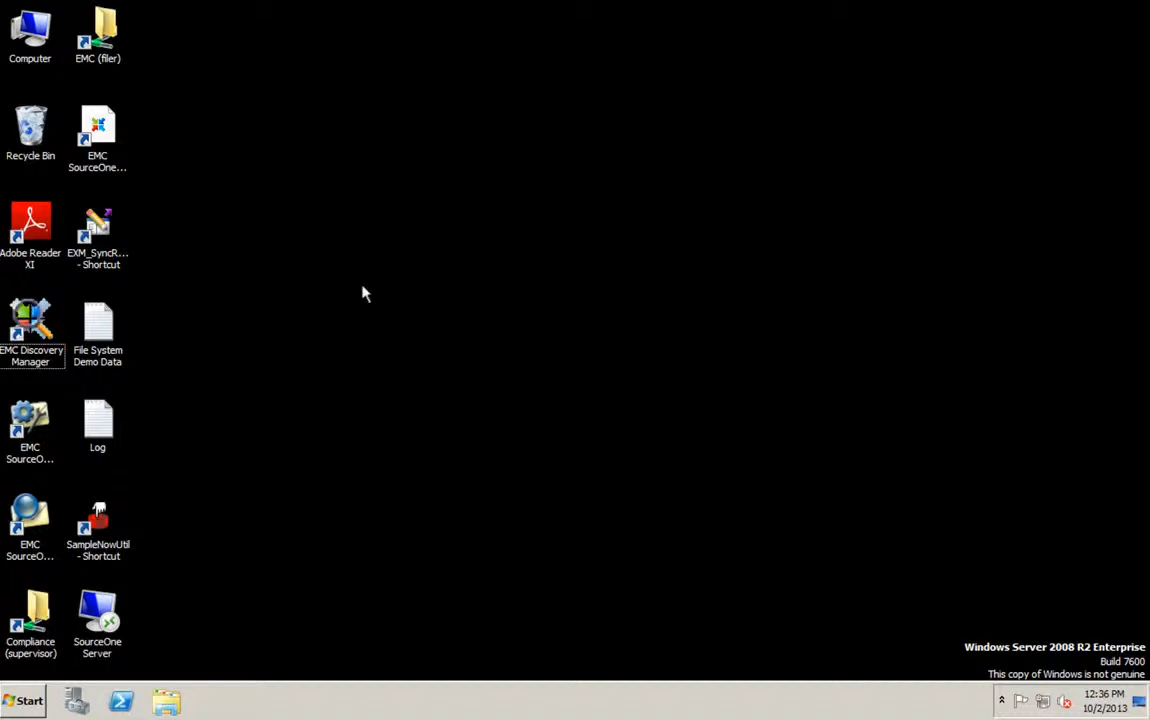 Computer
EMC (filer)
Recycle Bin
EMC
SourceOne...
Adobe Reader
XI
EXM_SyncR...
- Shortcut
EMC Discovery
Manager
File System
Demo Data
EMC
SourceO...
Log
EMC
SourceO...
SampleNowUtil
- Shortcut
Compliance
(supervisor)
SourceOne
Server
Windows Server 2008 R2 Enterprise
Build 7600
This copy of Windows is not genuine
Start
12:36 PM
10/2/2013